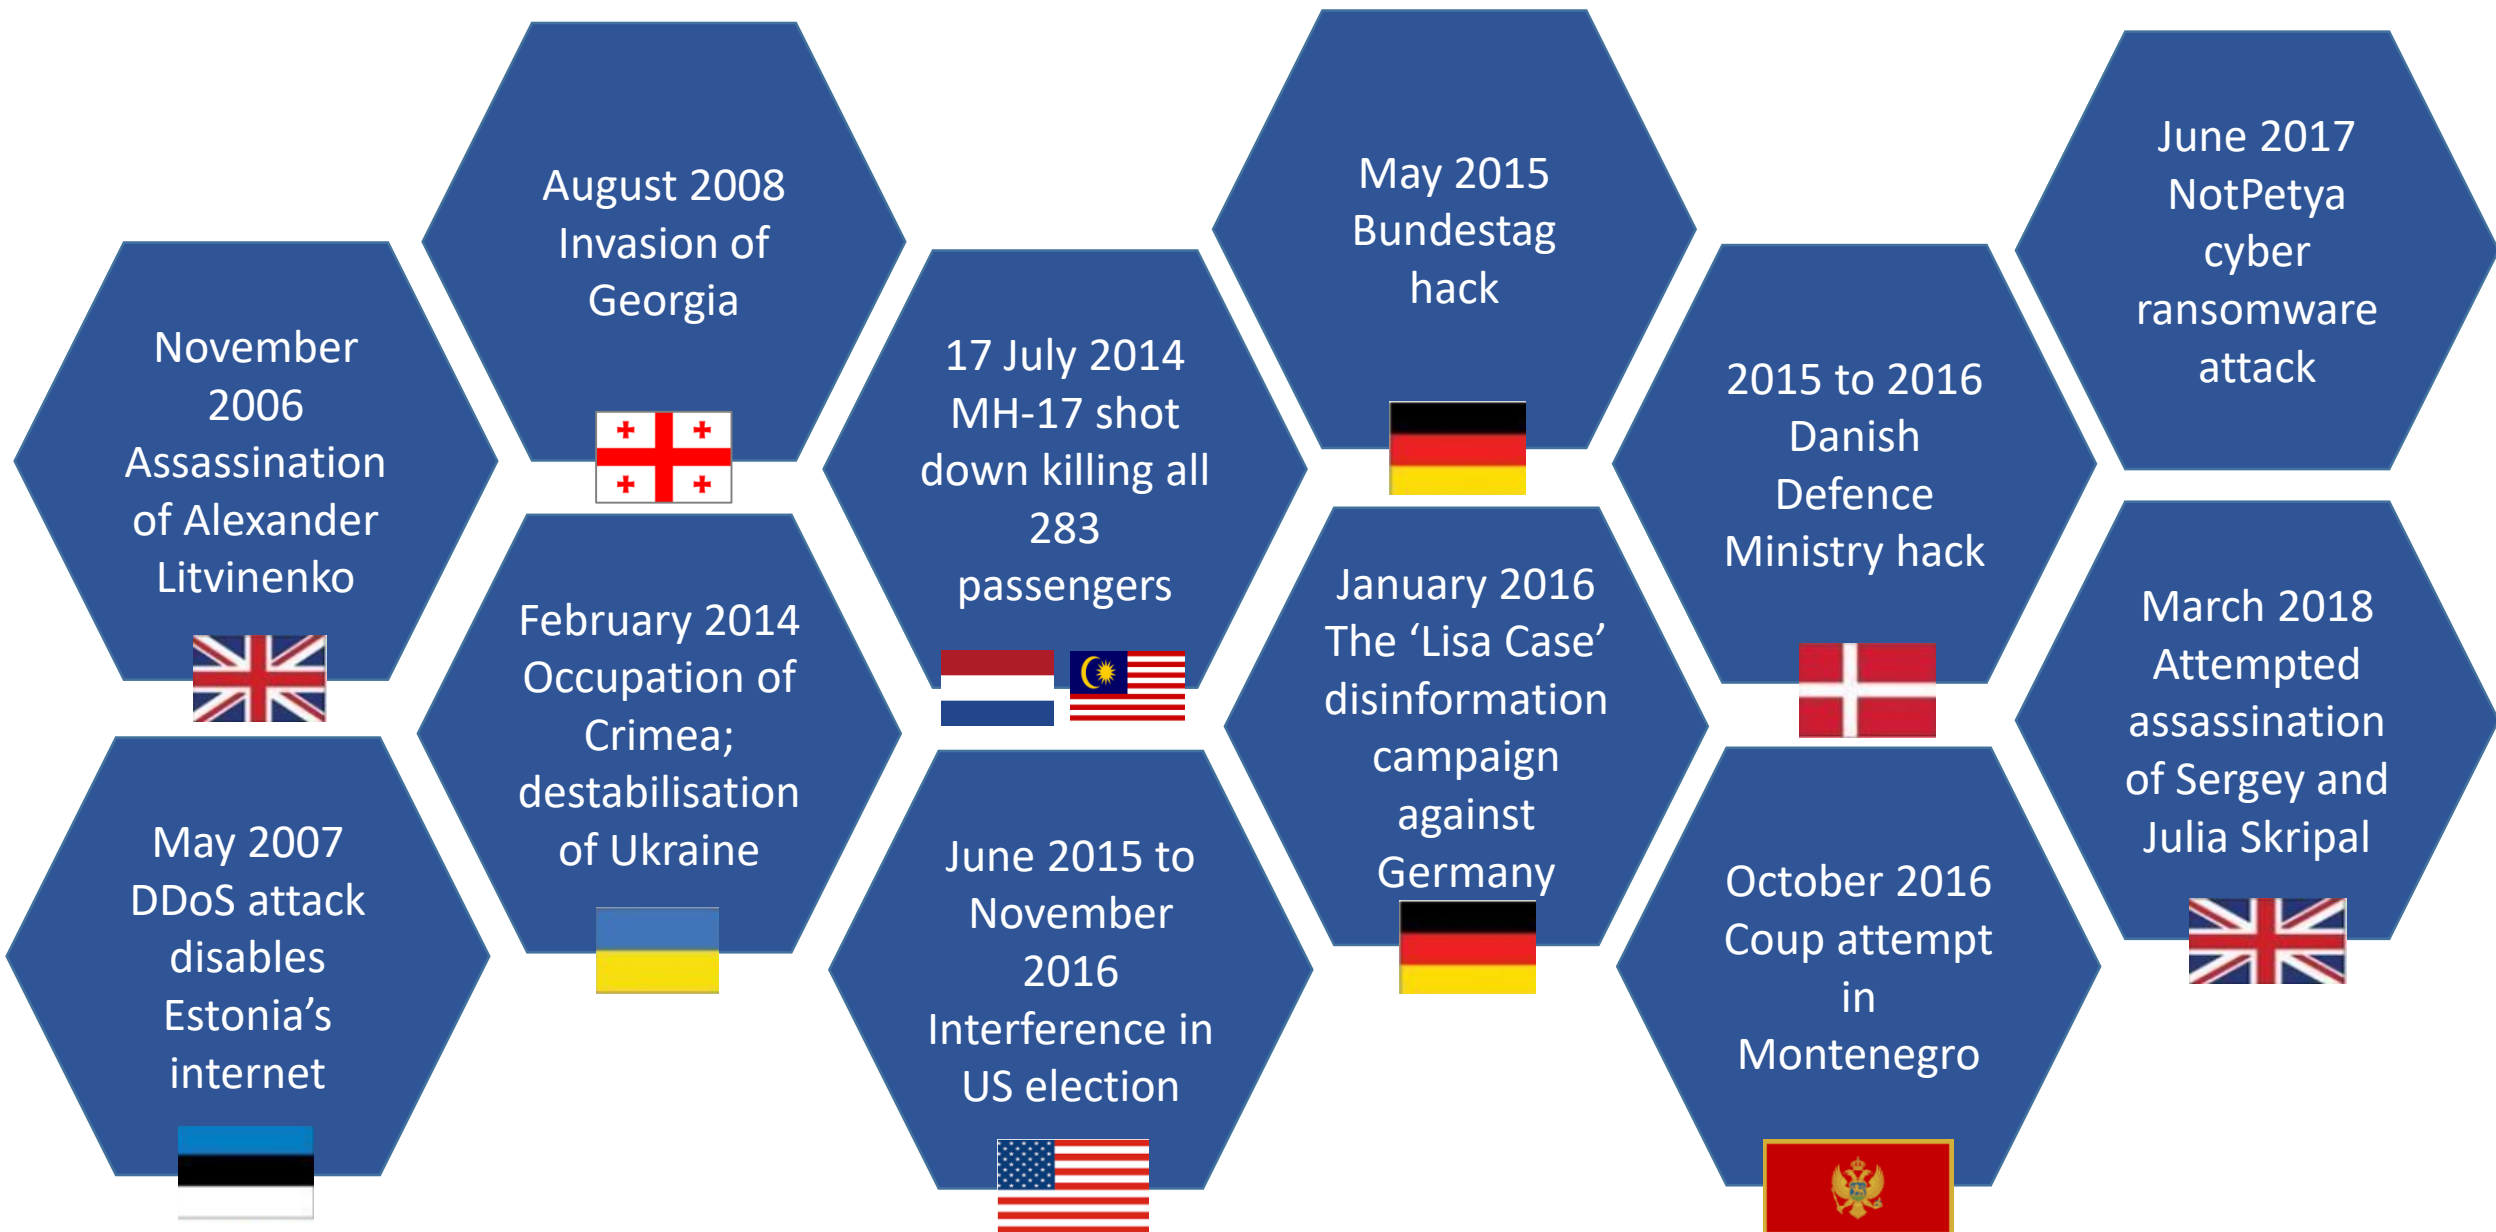 November
2006
Assassination
of Alexander
Litvinenko
May 2007
DDoS attack
disables
Estonia’s
internet
August 2008
Invasion of
Georgia
February 2014
Occupation of
Crimea;
destabilisation
of Ukraine
17 July 2014
MH-17 shot
down killing all
283
passengers
June 2015 to
November
2016
Interference in
US election
May 2015
Bundestag
hack
January 2016
The ‘Lisa Case’
disinformation
campaign
against
Germany
2015 to 2016
Danish
Defence
Ministry hack
October 2016
Coup attempt
in
Montenegro
June 2017
NotPetya
cyber
ransomware
attack
March 2018
Attempted
assassination
of Sergey and
Julia Skripal